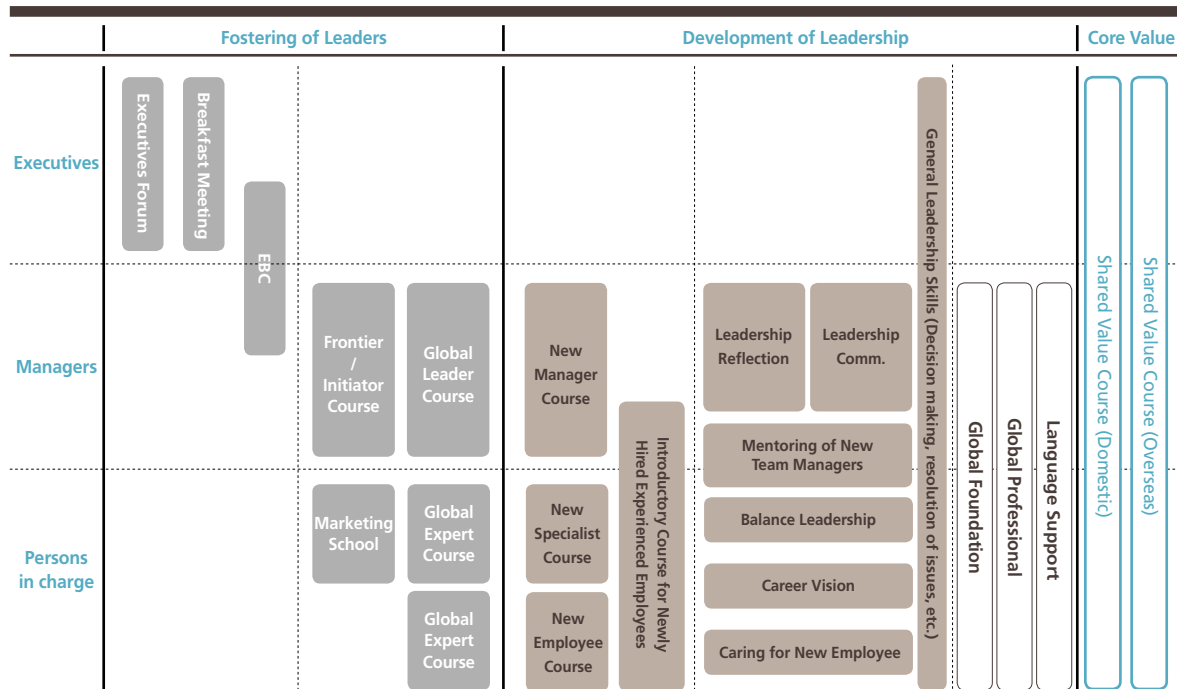 Fostering of Leaders
Development of Leadership
Core Value
Executives
Executives Forum
Breakfast Meeting
EBC
General Leadership Skills (Decision making, resolution of issues, etc.)
Shared Value Course (Domestic)
Shared Value Course (Overseas)
Managers
Frontier
/
Initiator
Course
Global
Leader
Course
New
Manager
Course
Introductory Course for Newly
Hired Experienced Employees
Leadership
Reflection
Leadership
Comm.
Mentoring of New
Team Managers
Global Foundation
Global Professional
Language Support
Persons
in charge
Marketing
School
Global
Expert
Course
New
Specialist
Course
Balance Leadership
Career Vision
Global
Expert
Course
New
Employee
Course
Caring for New Employee